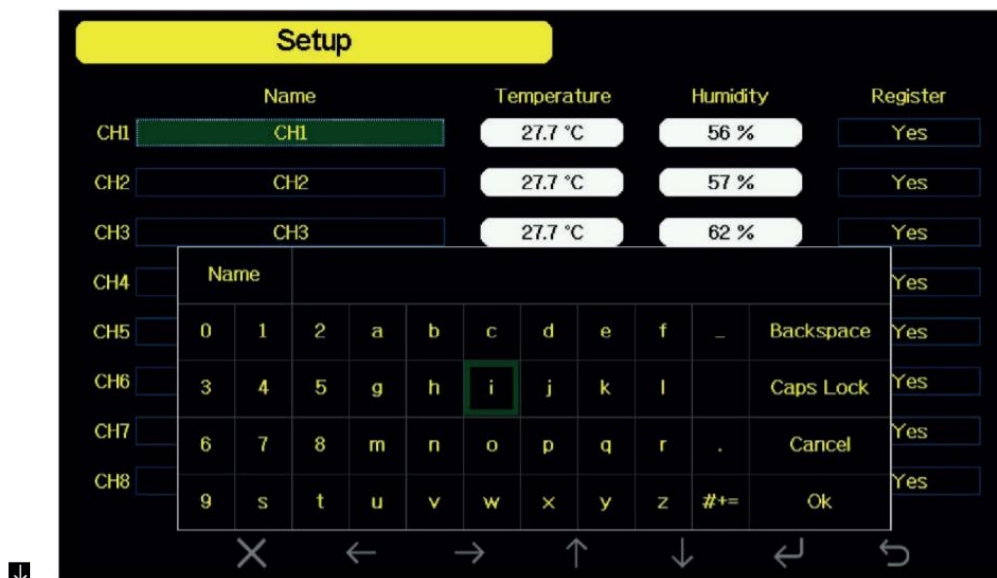 Setup
Name Temperature Humidity Register
CH1 CH1 27.7 °C 56 % Yes
CH2 CH2 27.7 °C 57 % Yes
CH3 CH3 27.7 °C 62 % Yes
CH4 Name Yes
CH5 0 1 2 a b c d e f _ Backspace Yes
CH6 3 4 5 g h i j k l Caps Lock Yes
CH7 6 7 8 m n o p q r . Cancel Yes
CH8 9 s t u v w x y z #+= Ok Yes